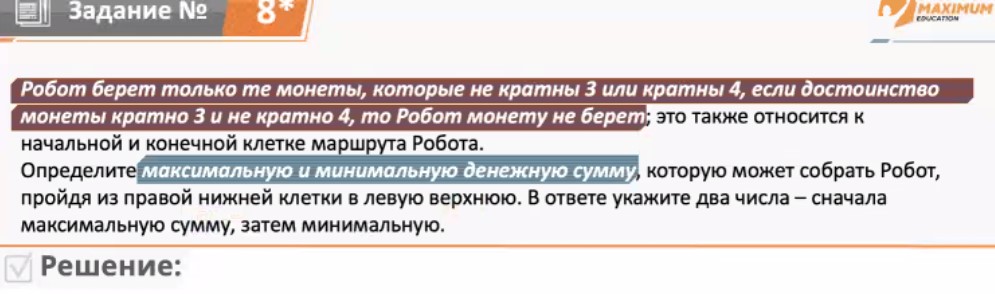 Задание № 8*
MAXIMUM
EDUCATION
Робот берет только те монеты, которые не кратны 3 или кратны 4, если достоинство
монеты кратно 3 и не кратно 4, то Робот монету не берет; это также относится к
начальной и конечной клетке маршрута Робота.
Определите максимальную и минимальную денежную сумму, которую может собрать Робот,
пройдя из правой нижней клетки в левую верхнюю. В ответе укажите два числа – сначала
максимальную сумму, затем минимальную.
Решение: